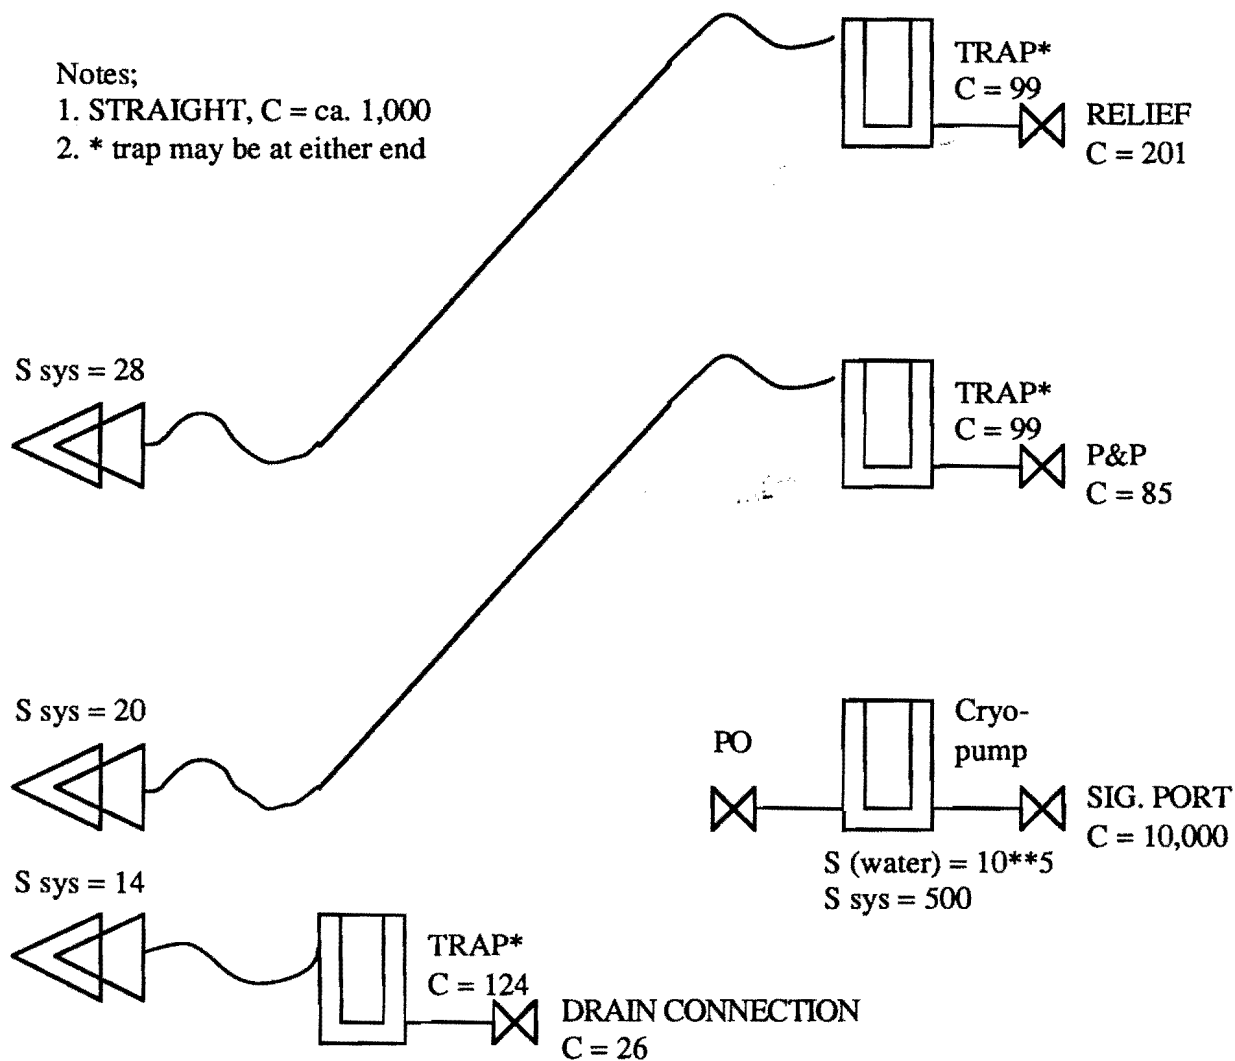 Notes;
1. STRAIGHT, C = ca. 1,000
2. * trap may be at either end
TRAP*
C = 99
RELIEF
C = 201
S sys = 28
TRAP*
C = 99
P&P
C = 85
S sys = 20
PO
Cryo-
pump
SIG. PORT
C = 10,000
S (water) = 10**5
S sys = 500
S sys = 14
TRAP*
C = 124
DRAIN CONNECTION
C = 26